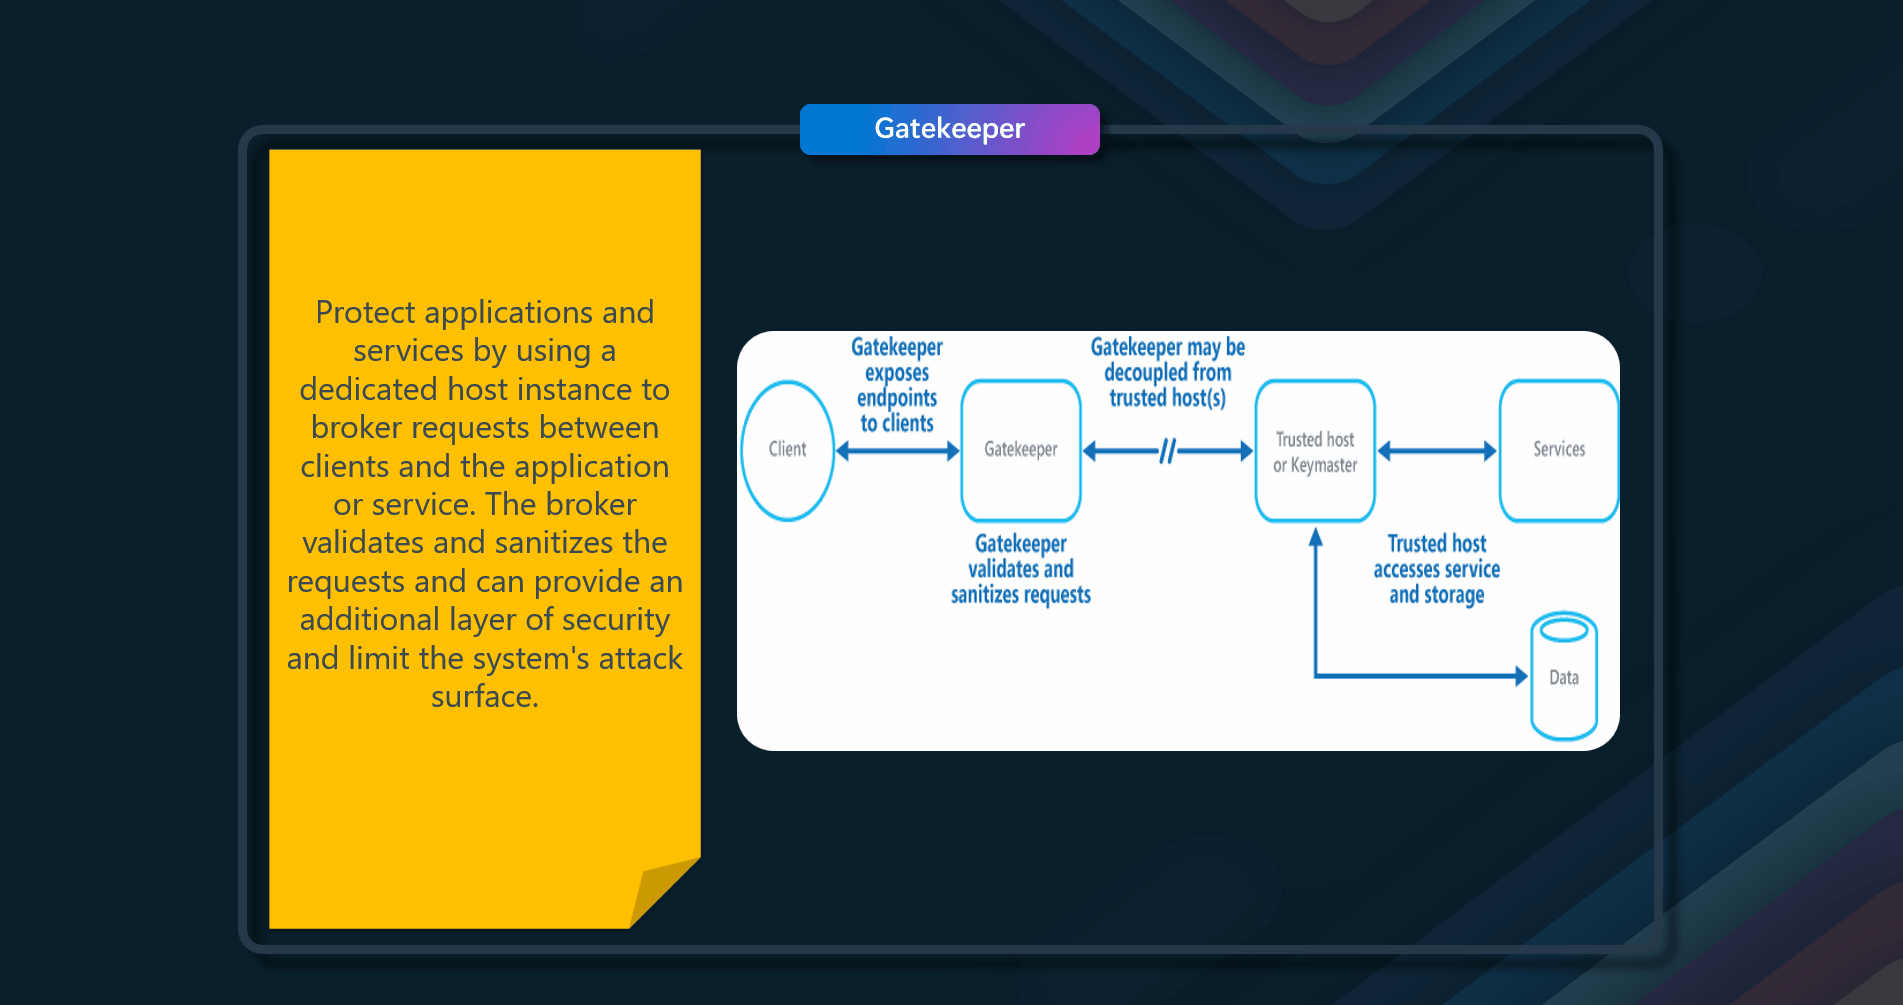 Gatekeeper
Protect applications and
services by using a
dedicated host instance to
broker requests between
clients and the application
or service. The broker
validates and sanitizes the
requests and can provide an
additional layer of security
and limit the system's attack
surface.
Gatekeeper
exposes
endpoints
to clients
Gatekeeper may be
decoupled from
trusted host(s)
Client
Gatekeeper
Trusted host
or Keymaster
Services
Gatekeeper
validates and
sanitizes requests
Trusted host
accesses service
and storage
Data